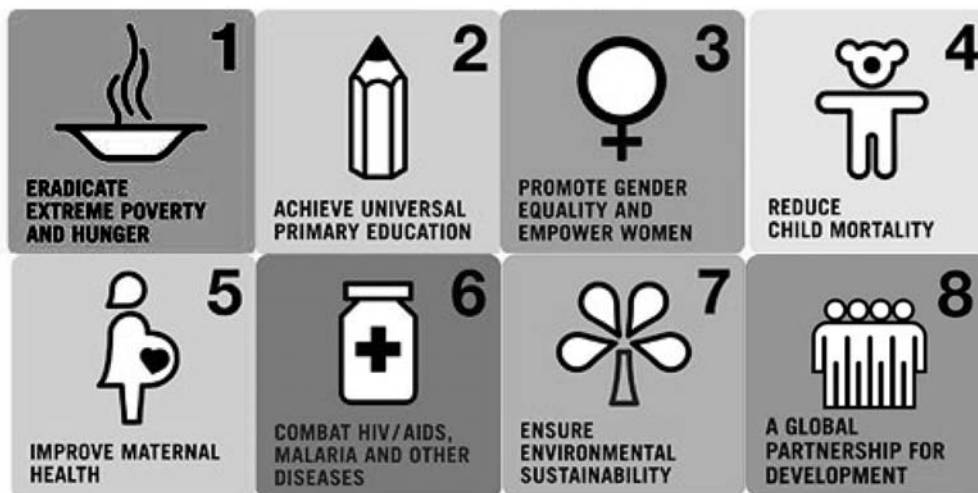 1
ERADICATE
EXTREME POVERTY
AND HUNGER
2
ACHIEVE UNIVERSAL
PRIMARY EDUCATION
3
PROMOTE GENDER
EQUALITY AND
EMPOWER WOMEN
4
REDUCE
CHILD MORTALITY
5
IMPROVE MATERNAL
HEALTH
6
COMBAT HIV/AIDS,
MALARIA AND OTHER
DISEASES
7
ENSURE
ENVIRONMENTAL
SUSTAINABILITY
8
A GLOBAL
PARTNERSHIP FOR
DEVELOPMENT